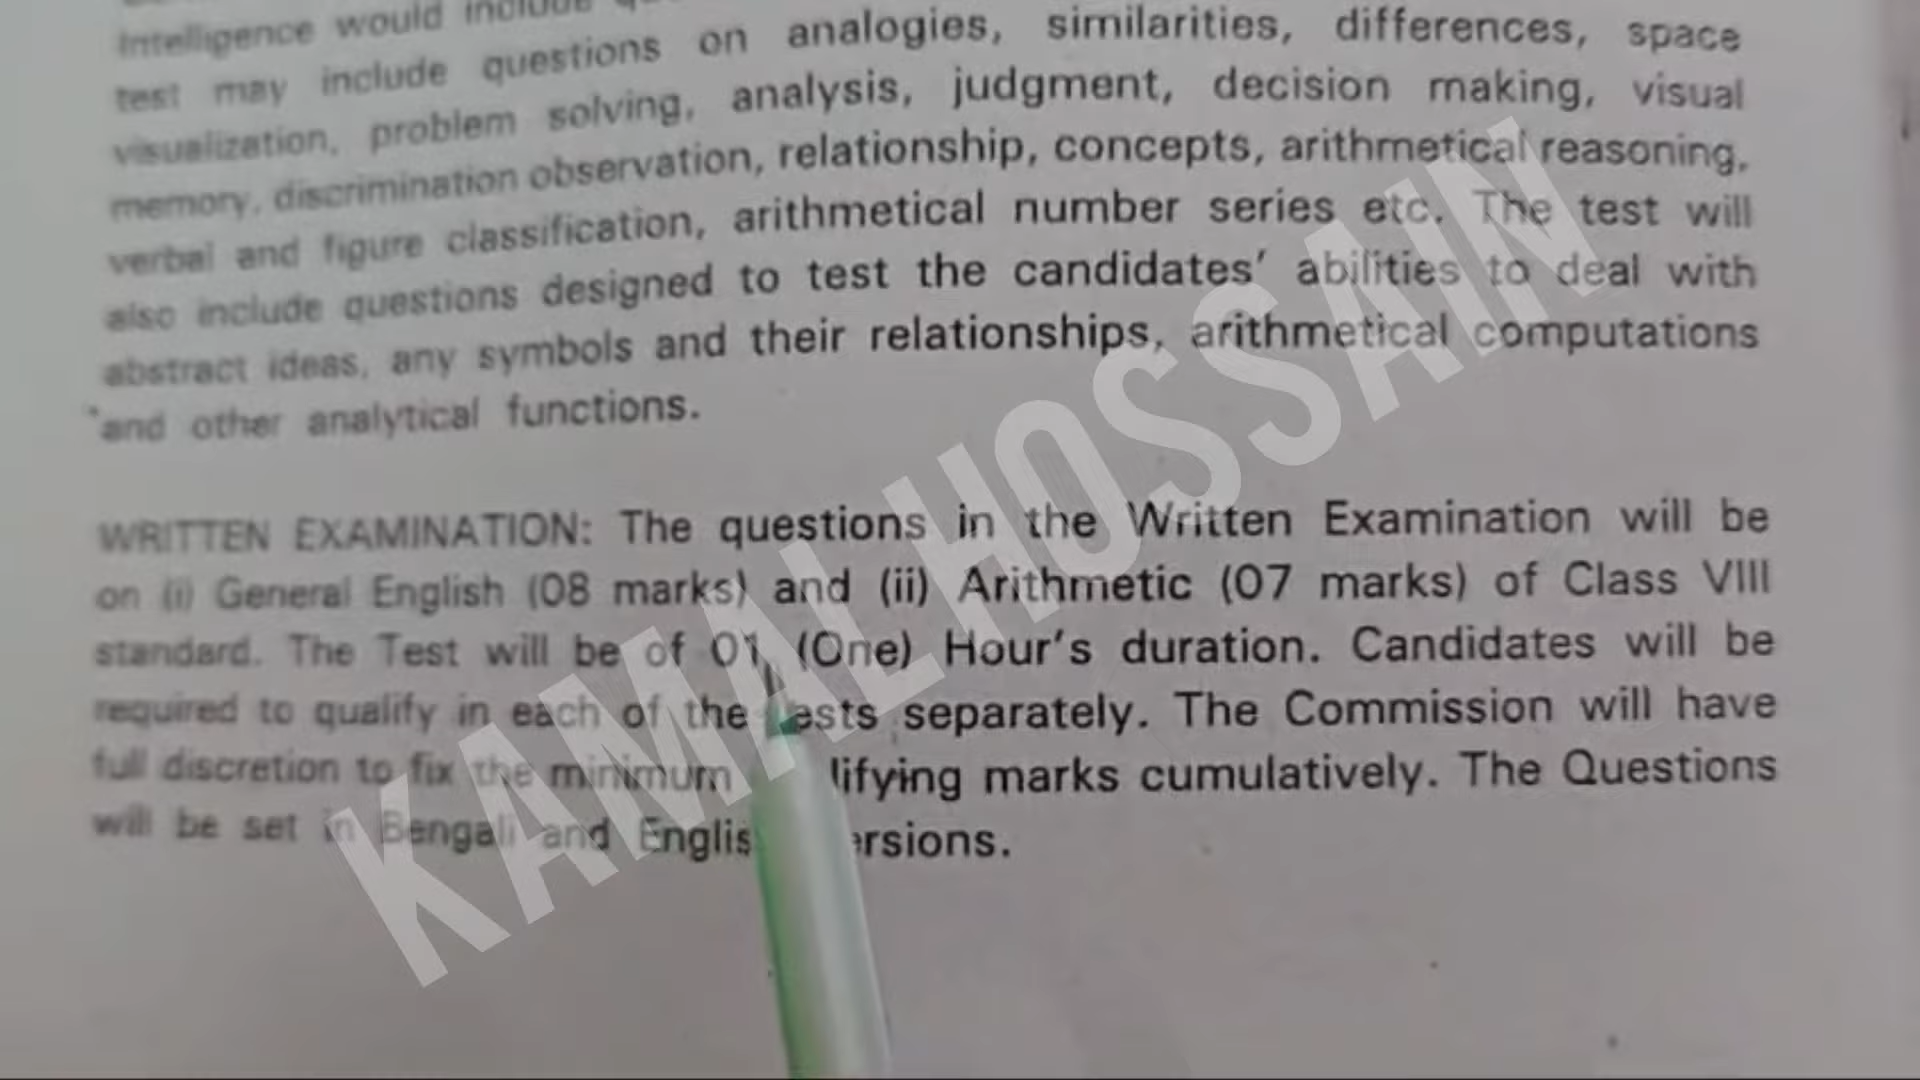 Intelligence would include
test may include questions on analogies, similarities, differences, space
visualization, problem solving, analysis, judgment, decision making, visual
memory, discrimination observation, relationship, concepts, arithmetical reasoning,
verbal and figure classification, arithmetical number series etc. The test will
also include questions designed to test the candidates' abilities to deal with
abstract ideas, any symbols and their relationships, arithmetical computations
and other analytical functions.
WRITTEN EXAMINATION: The questions in the Written Examination will be
on (i) General English (08 marks) and (ii) Arithmetic (07 marks) of Class VIII
standard. The Test will be of 01 (One) Hour's duration. Candidates will be
required to qualify in each of the ests separately. The Commission will have
full discretion to fix the minimum lifying marks cumulatively. The Questions
will be set in Bengali and Englis ersions.
KAMAL HOSSAIN